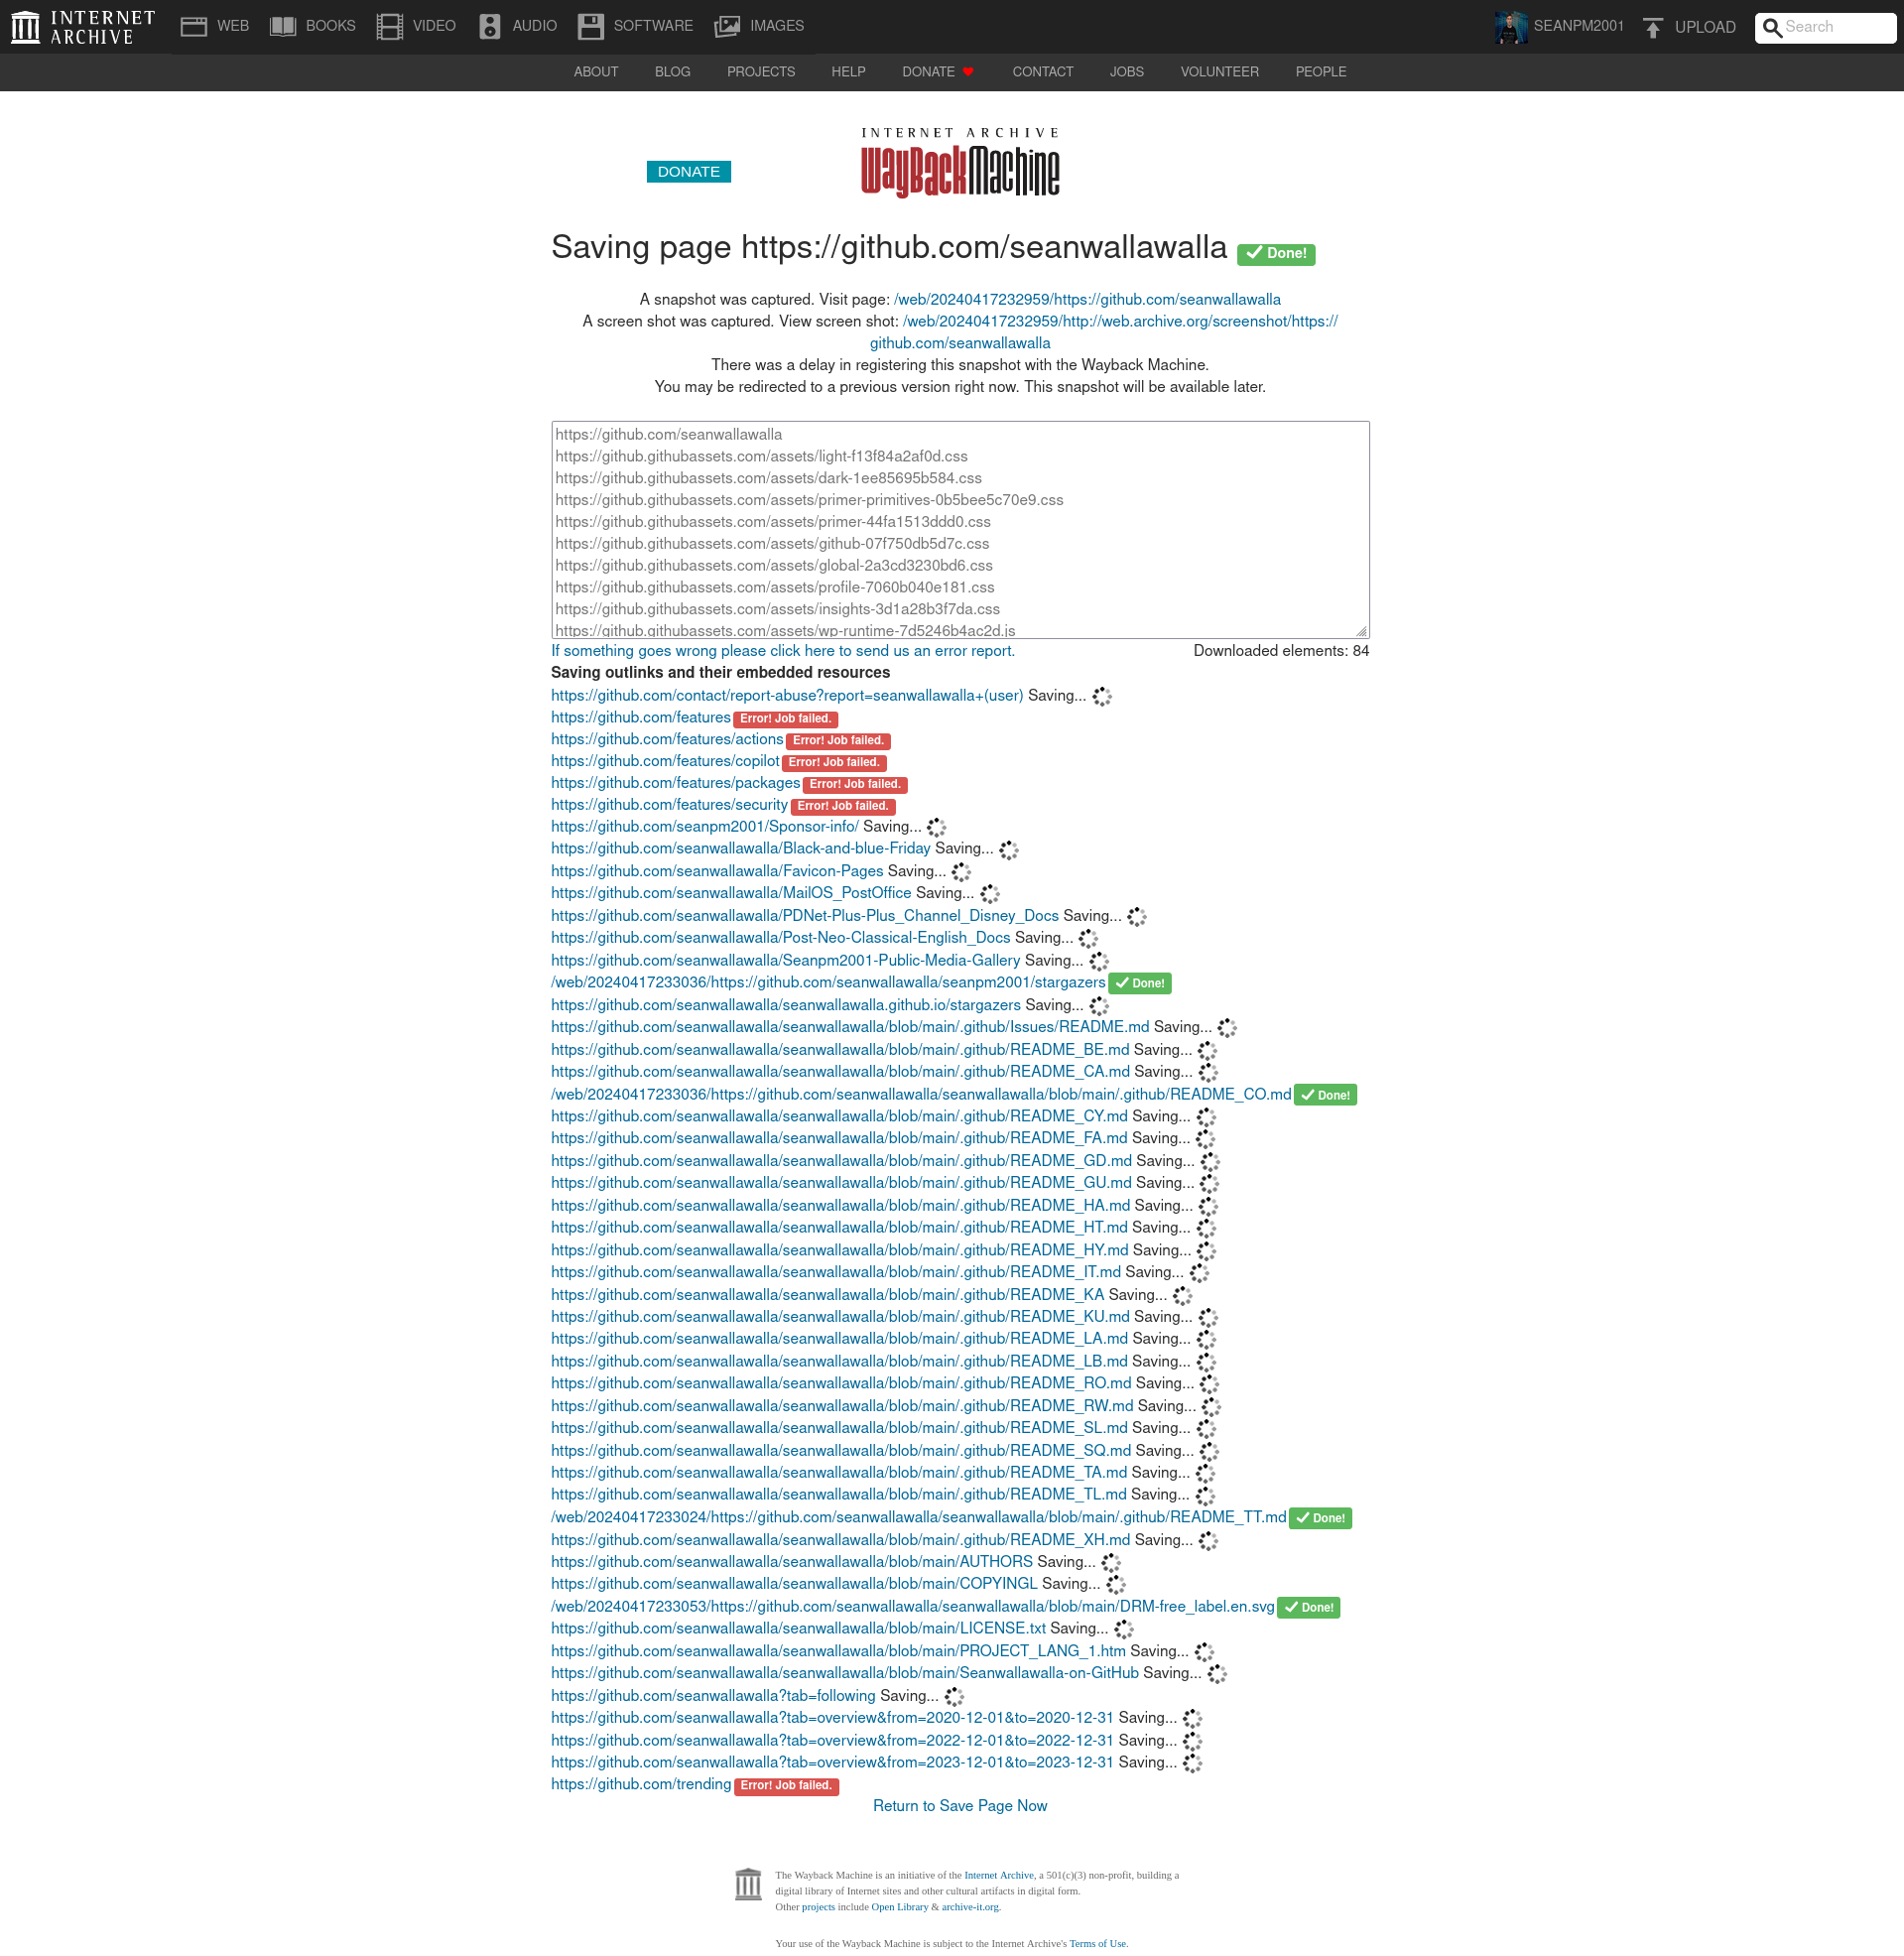 INTERNET ARCHIVE
WEB BOOKS VIDEO AUDIO SOFTWARE IMAGES SEANPM2001 UPLOAD Search
ABOUT BLOG PROJECTS HELP DONATE CONTACT JOBS VOLUNTEER PEOPLE
INTERNET ARCHIVE
DONATE
WayBackMachine
Saving page https://github.com/seanwallawalla Done!
A snapshot was captured. Visit page: /web/20240417232959/https://github.com/seanwallawalla
A screen shot was captured. View screen shot: /web/20240417232959/http://web.archive.org/screenshot/https://
github.com/seanwallawalla
There was a delay in registering this snapshot with the Wayback Machine.
You may be redirected to a previous version right now. This snapshot will be available later.
https://github.com/seanwallawalla
https://github.githubassets.com/assets/light-f13f84a2af0d.css
https://github.githubassets.com/assets/dark-1ee85695b584.css
https://github.githubassets.com/assets/primer-primitives-0b5bee5c70e9.css
https://github.githubassets.com/assets/primer-44fa1513ddd0.css
https://github.githubassets.com/assets/github-07f750db5d7c.css
https://github.githubassets.com/assets/global-2a3cd3230bd6.css
https://github.githubassets.com/assets/profile-7060b040e181.css
https://github.githubassets.com/assets/insights-3d1a28b3f7da.css
https://github.githubassets.com/assets/wp-runtime-7d5246b4ac2d.js
If something goes wrong please click here to send us an error report. Downloaded elements: 84
Saving outlinks and their embedded resources
https://github.com/contact/report-abuse?report=seanwallawalla+(user) Saving...
https://github.com/features Error! Job failed.
https://github.com/features/actions Error! Job failed.
https://github.com/features/copilot Error! Job failed.
https://github.com/features/packages Error! Job failed.
https://github.com/features/security Error! Job failed.
https://github.com/seanpm2001/Sponsor-info/ Saving...
https://github.com/seanwallawalla/Black-and-blue-Friday Saving...
https://github.com/seanwallawalla/Favicon-Pages Saving...
https://github.com/seanwallawalla/MailOS_PostOffice Saving...
https://github.com/seanwallawalla/PDNet-Plus-Plus_Channel_Disney_Docs Saving...
https://github.com/seanwallawalla/Post-Neo-Classical-English_Docs Saving...
https://github.com/seanwallawalla/Seanpm2001-Public-Media-Gallery Saving...
/web/20240417233036/https://github.com/seanwallawalla/seanpm2001/stargazers Done!
https://github.com/seanwallawalla/seanwallawalla.github.io/stargazers Saving...
https://github.com/seanwallawalla/seanwallawalla/blob/main/.github/Issues/README.md Saving...
https://github.com/seanwallawalla/seanwallawalla/blob/main/.github/README_BE.md Saving...
https://github.com/seanwallawalla/seanwallawalla/blob/main/.github/README_CA.md Saving...
/web/20240417233036/https://github.com/seanwallawalla/seanwallawalla/blob/main/.github/README_CO.md Done!
https://github.com/seanwallawalla/seanwallawalla/blob/main/.github/README_CY.md Saving...
https://github.com/seanwallawalla/seanwallawalla/blob/main/.github/README_FA.md Saving...
https://github.com/seanwallawalla/seanwallawalla/blob/main/.github/README_GD.md Saving...
https://github.com/seanwallawalla/seanwallawalla/blob/main/.github/README_GU.md Saving...
https://github.com/seanwallawalla/seanwallawalla/blob/main/.github/README_HA.md Saving...
https://github.com/seanwallawalla/seanwallawalla/blob/main/.github/README_HT.md Saving...
https://github.com/seanwallawalla/seanwallawalla/blob/main/.github/README_HY.md Saving...
https://github.com/seanwallawalla/seanwallawalla/blob/main/.github/README_IT.md Saving...
https://github.com/seanwallawalla/seanwallawalla/blob/main/.github/README_KA Saving...
https://github.com/seanwallawalla/seanwallawalla/blob/main/.github/README_KU.md Saving...
https://github.com/seanwallawalla/seanwallawalla/blob/main/.github/README_LA.md Saving...
https://github.com/seanwallawalla/seanwallawalla/blob/main/.github/README_LB.md Saving...
https://github.com/seanwallawalla/seanwallawalla/blob/main/.github/README_RO.md Saving...
https://github.com/seanwallawalla/seanwallawalla/blob/main/.github/README_RW.md Saving...
https://github.com/seanwallawalla/seanwallawalla/blob/main/.github/README_SL.md Saving...
https://github.com/seanwallawalla/seanwallawalla/blob/main/.github/README_SQ.md Saving...
https://github.com/seanwallawalla/seanwallawalla/blob/main/.github/README_TA.md Saving...
https://github.com/seanwallawalla/seanwallawalla/blob/main/.github/README_TL.md Saving...
/web/20240417233024/https://github.com/seanwallawalla/seanwallawalla/blob/main/.github/README_TT.md Done!
https://github.com/seanwallawalla/seanwallawalla/blob/main/.github/README_XH.md Saving...
https://github.com/seanwallawalla/seanwallawalla/blob/main/AUTHORS Saving...
https://github.com/seanwallawalla/seanwallawalla/blob/main/COPYINGL Saving...
/web/20240417233053/https://github.com/seanwallawalla/seanwallawalla/blob/main/DRM-free_label.en.svg Done!
https://github.com/seanwallawalla/seanwallawalla/blob/main/LICENSE.txt Saving...
https://github.com/seanwallawalla/seanwallawalla/blob/main/PROJECT_LANG_1.htm Saving...
https://github.com/seanwallawalla/seanwallawalla/blob/main/Seanwallawalla-on-GitHub Saving...
https://github.com/seanwallawalla?tab=following Saving...
https://github.com/seanwallawalla?tab=overview&from=2020-12-01&to=2020-12-31 Saving...
https://github.com/seanwallawalla?tab=overview&from=2022-12-01&to=2022-12-31 Saving...
https://github.com/seanwallawalla?tab=overview&from=2023-12-01&to=2023-12-31 Saving...
https://github.com/trending Error! Job failed.
Return to Save Page Now
The Wayback Machine is an initiative of the Internet Archive, a 501(c)(3) non-profit, building a
digital library of Internet sites and other cultural artifacts in digital form.
Other projects include Open Library & archive-it.org.
Your use of the Wayback Machine is subject to the Internet Archive's Terms of Use.